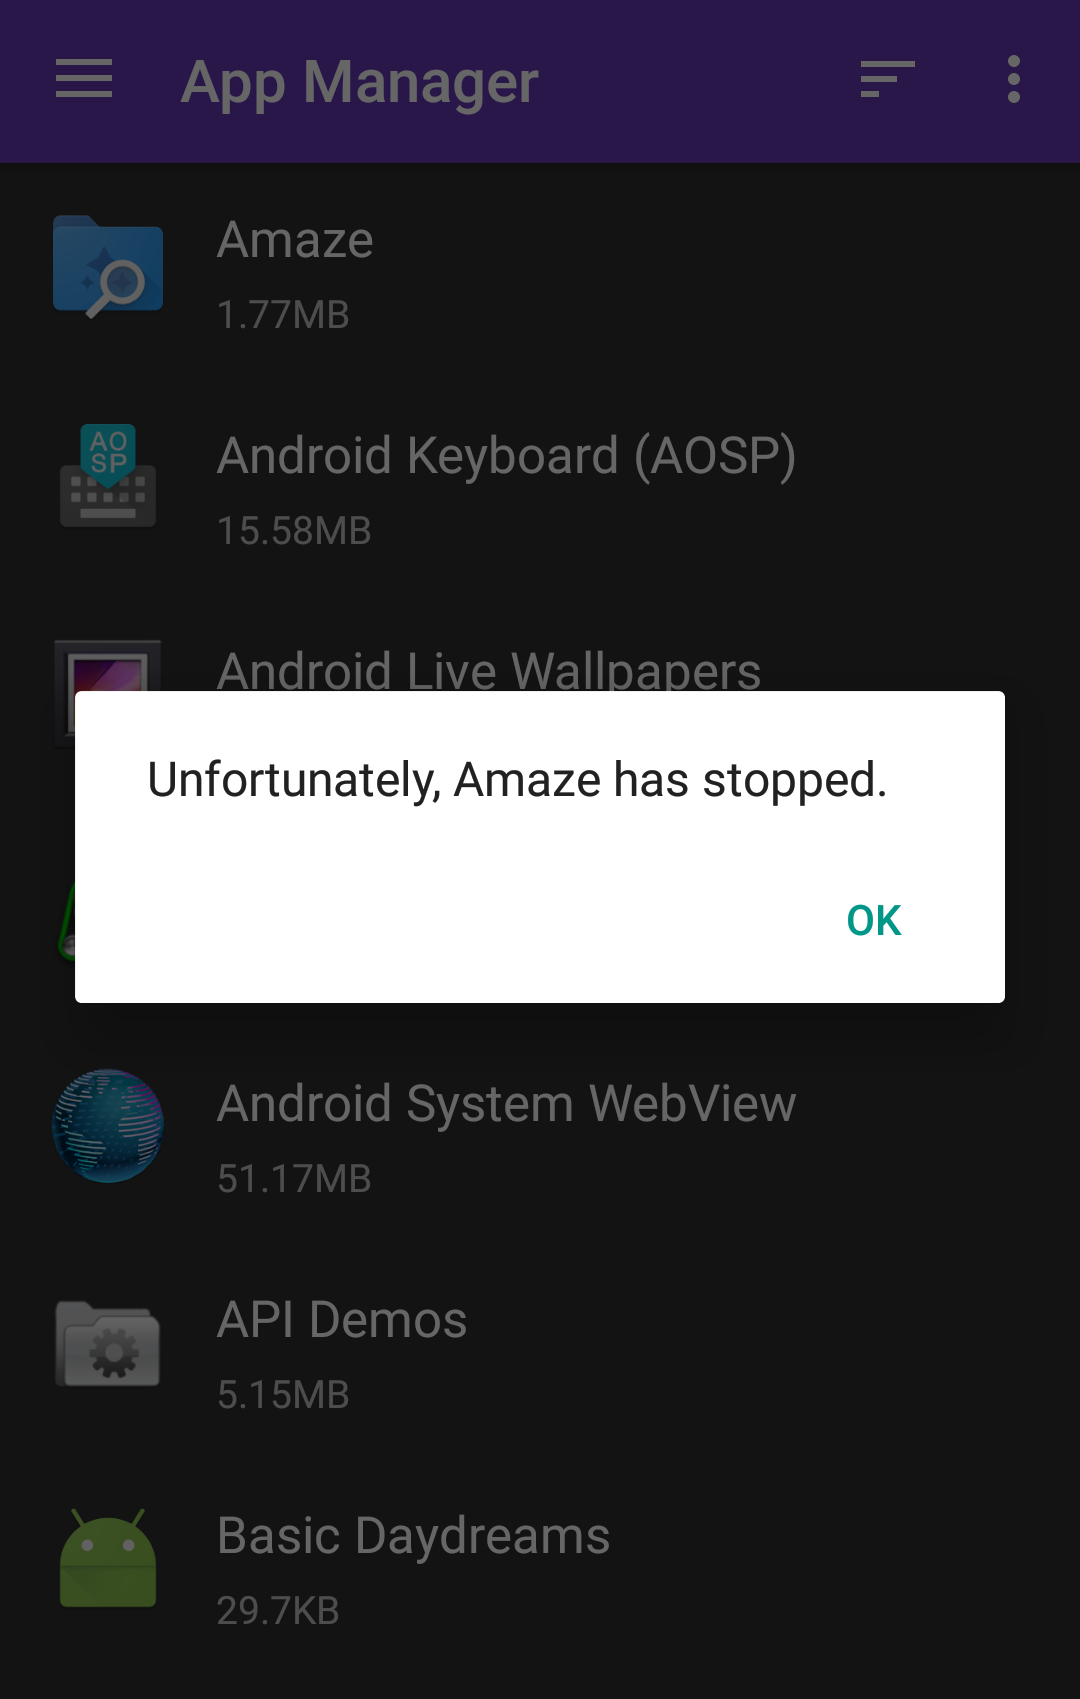 App Manager
Amaze
1.77MB
AO
SP
Android Keyboard (AOSP)
15.58MB
Android Live Wallpapers
Unfortunately, Amaze has stopped.
OK
Android System WebView
51.17MB
API Demos
5.15MB
Basic Daydreams
29.7KB